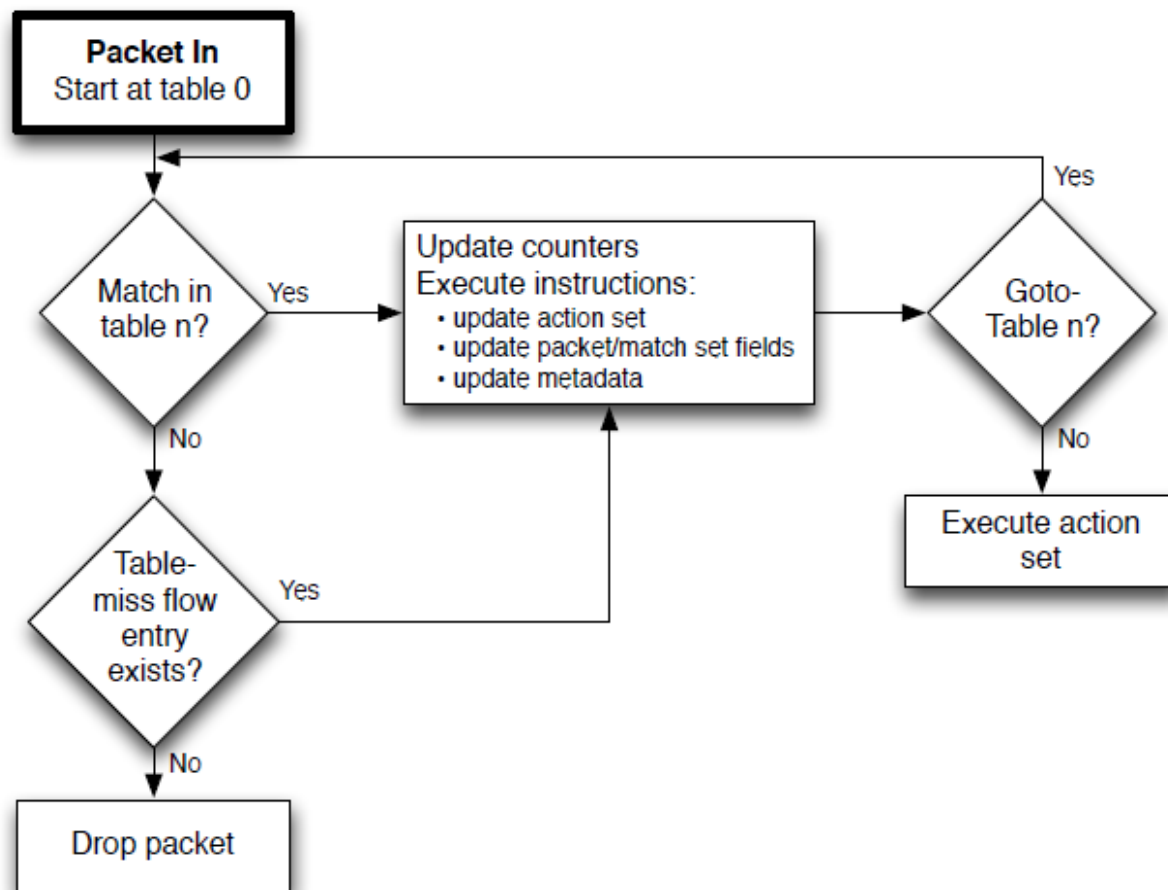 Packet In
Start at table 0
Yes
Match in
table n?
Yes
Update counters
Execute instructions:
• update action set
• update packet/match set fields
• update metadada
Goto-
Table n?
No
No
Execute action
set
Table-
miss flow
entry
exists?
Yes
No
Drop packet